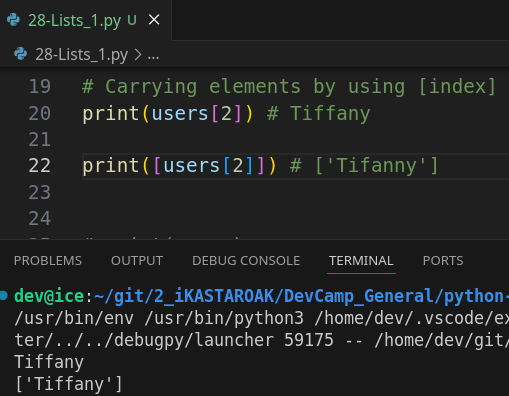 28-Lists_1.py U
28-Lists_1.py > ...
19 # Carrying elements by using [index]
20 print(users[2]) # Tiffany
21
22 print([users[2]]) # ['Tifanny']
23
24
PROBLEMS OUTPUT DEBUG CONSOLE TERMINAL PORTS
dev@ice:~/git/2_iKASTAROAK/DevCamp_General/python-
/usr/bin/env /usr/bin/python3 /home/dev/.vscode/ex
ter/../../debugpy/launcher 59175 -- /home/dev/git/
Tiffany
['Tiffany']